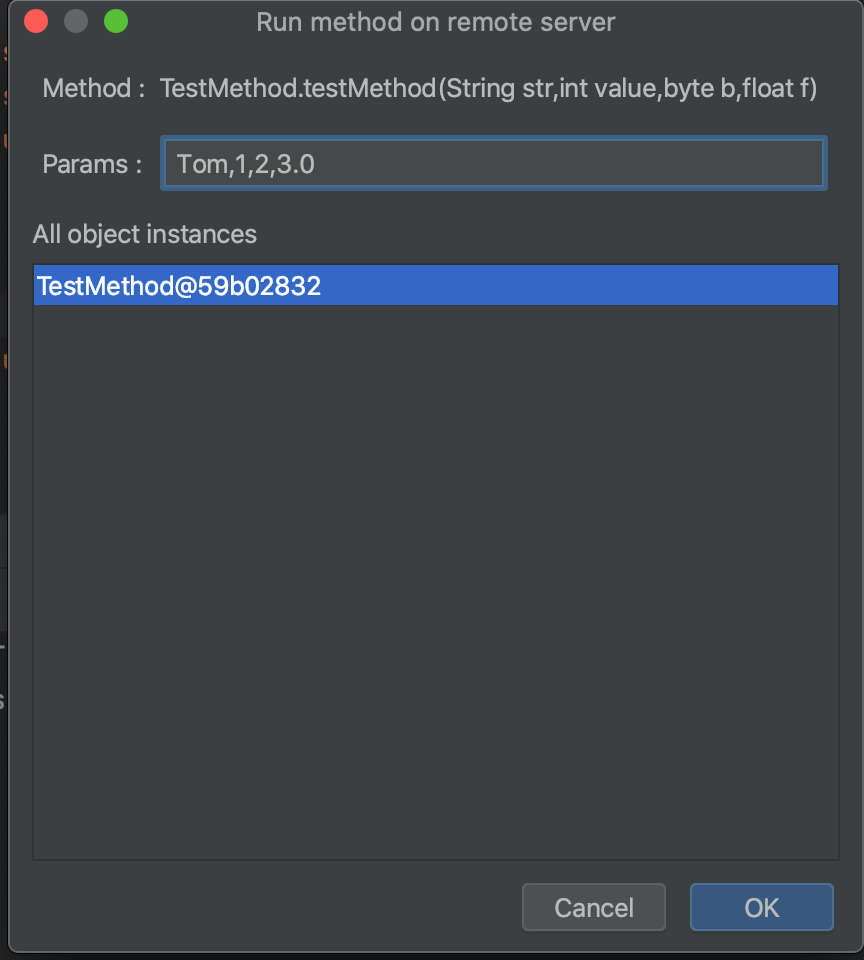 Run method on remote server
Method : TestMethod.testMethod(String str,int value,byte b,float f)
Params : Tom,1,2,3.0
All object instances
TestMethod@59b02832
Cancel OK